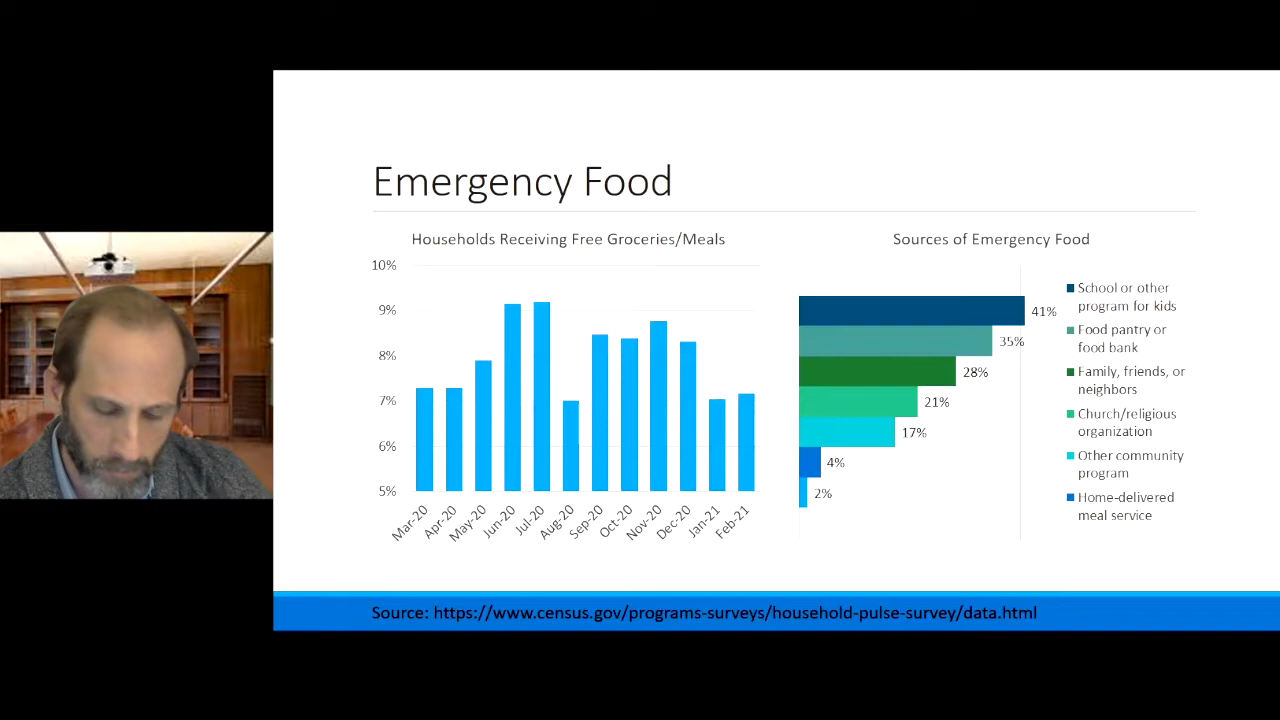 Emergency Food
Households Receiving Free Groceries/Meals
10%
9%
8%
7%
6%
5%
Mar-20
Apr-20
May-20
Jun-20
Jul-20
Aug-20
Sep-20
Oct-20
Nov-20
Dec-20
Jan-21
Feb-21
Sources of Emergency Food
41%
35%
28%
21%
17%
4%
2%
School or other
program for kids
Food pantry or
food bank
Family, friends, or
neighbors
Church/religious
organization
Other community
program
Home-delivered
meal service
Source: https://www.census.gov/programs-surveys/household-pulse-survey/data.html